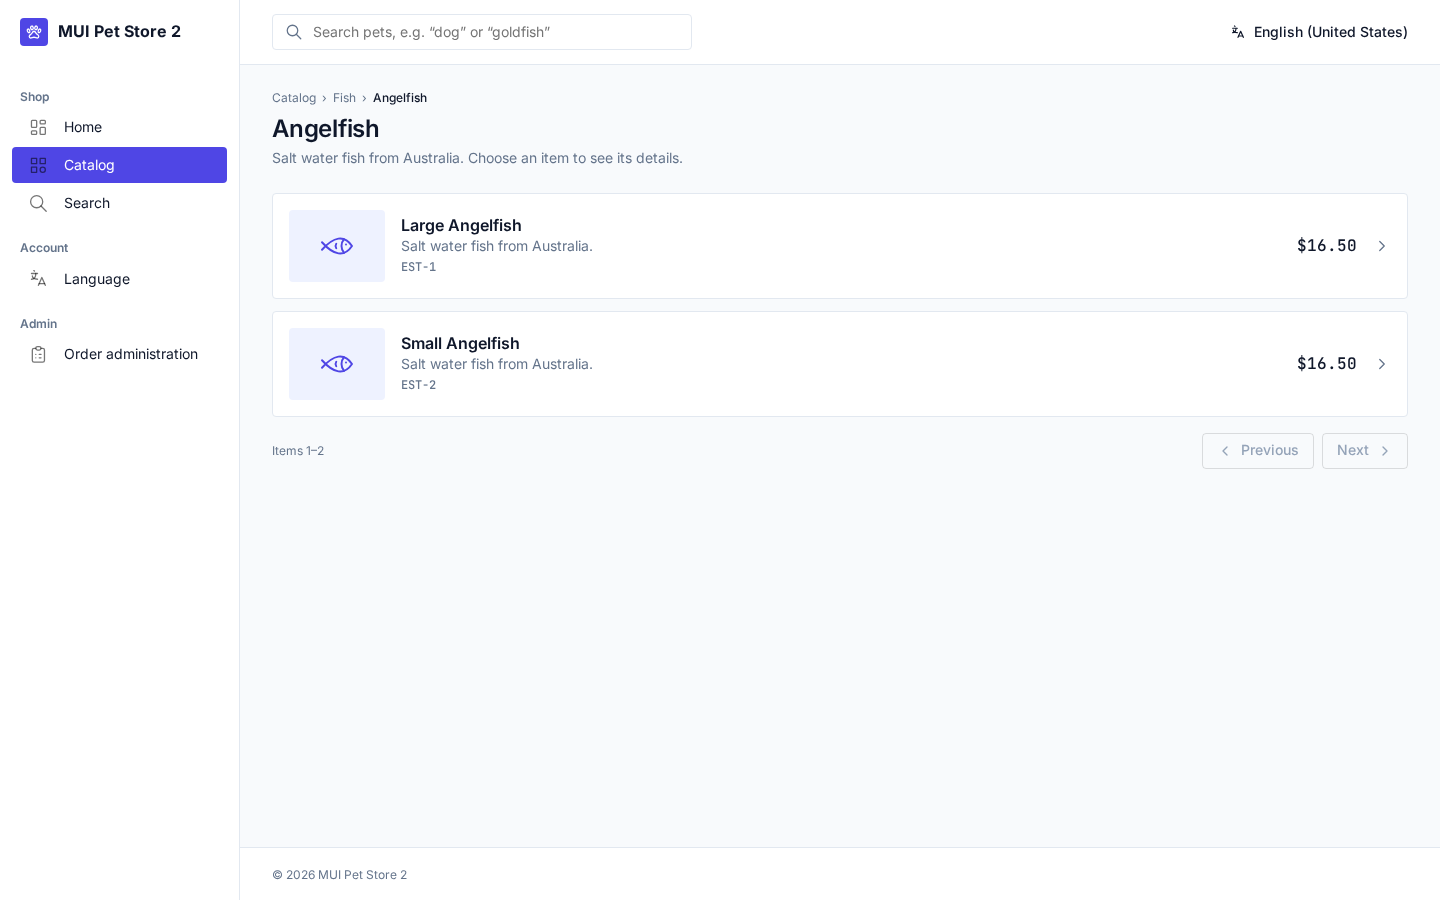 MUI Pet Store 2
Search pets, e.g. “dog” or “goldfish”
English (United States)
Shop
Home
Catalog
Search
Account
Language
Admin
Order administration
Catalog › Fish › Angelfish
Angelfish
Salt water fish from Australia. Choose an item to see its details.
Large Angelfish
Salt water fish from Australia.
EST-1
$16.50
Small Angelfish
Salt water fish from Australia.
EST-2
$16.50
Items 1–2
Previous
Next
© 2026 MUI Pet Store 2